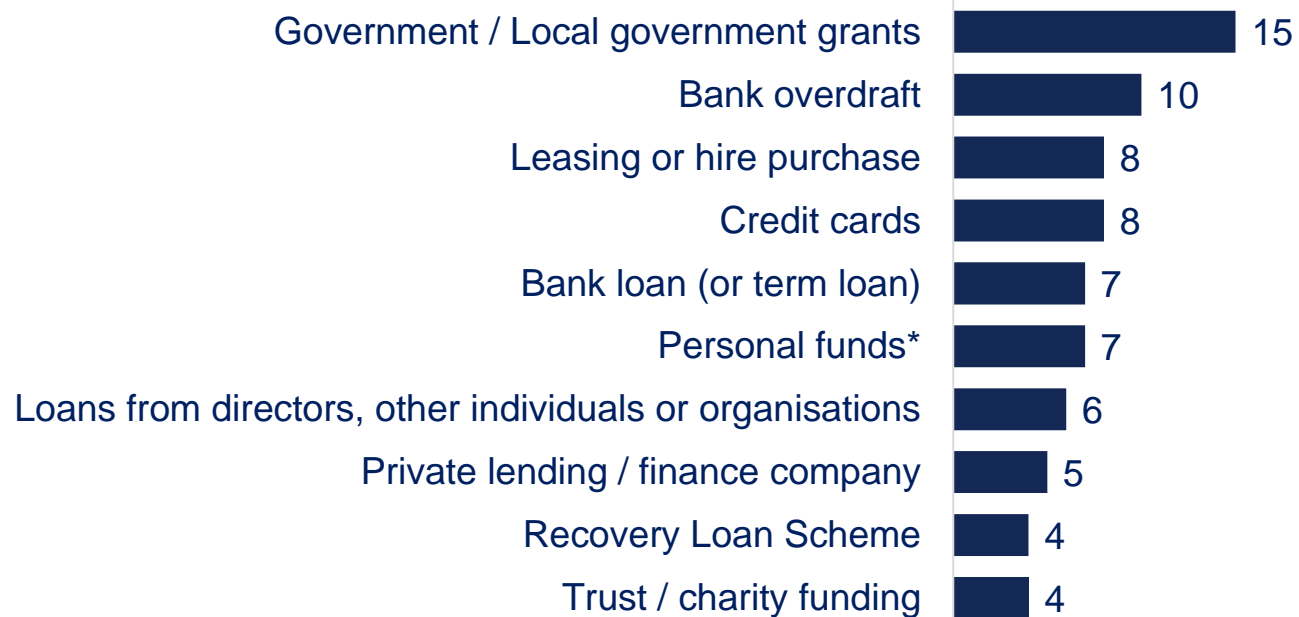 Government / Local government grants 15
Bank overdraft 10
Leasing or hire purchase 8
Credit cards 8
Bank loan (or term loan) 7
Personal funds* 7
Loans from directors, other individuals or organisations 6
Private lending / finance company 5
Recovery Loan Scheme 4
Trust / charity funding 4